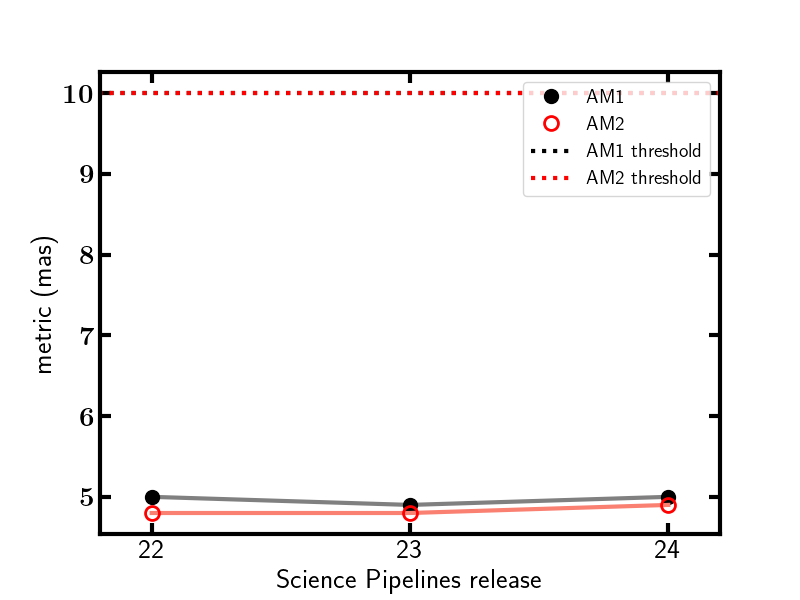 10
9
8
7
6
5
metric (mas)
AM1
AM2
AM1 threshold
AM2 threshold
22 23 24
Science Pipelines release